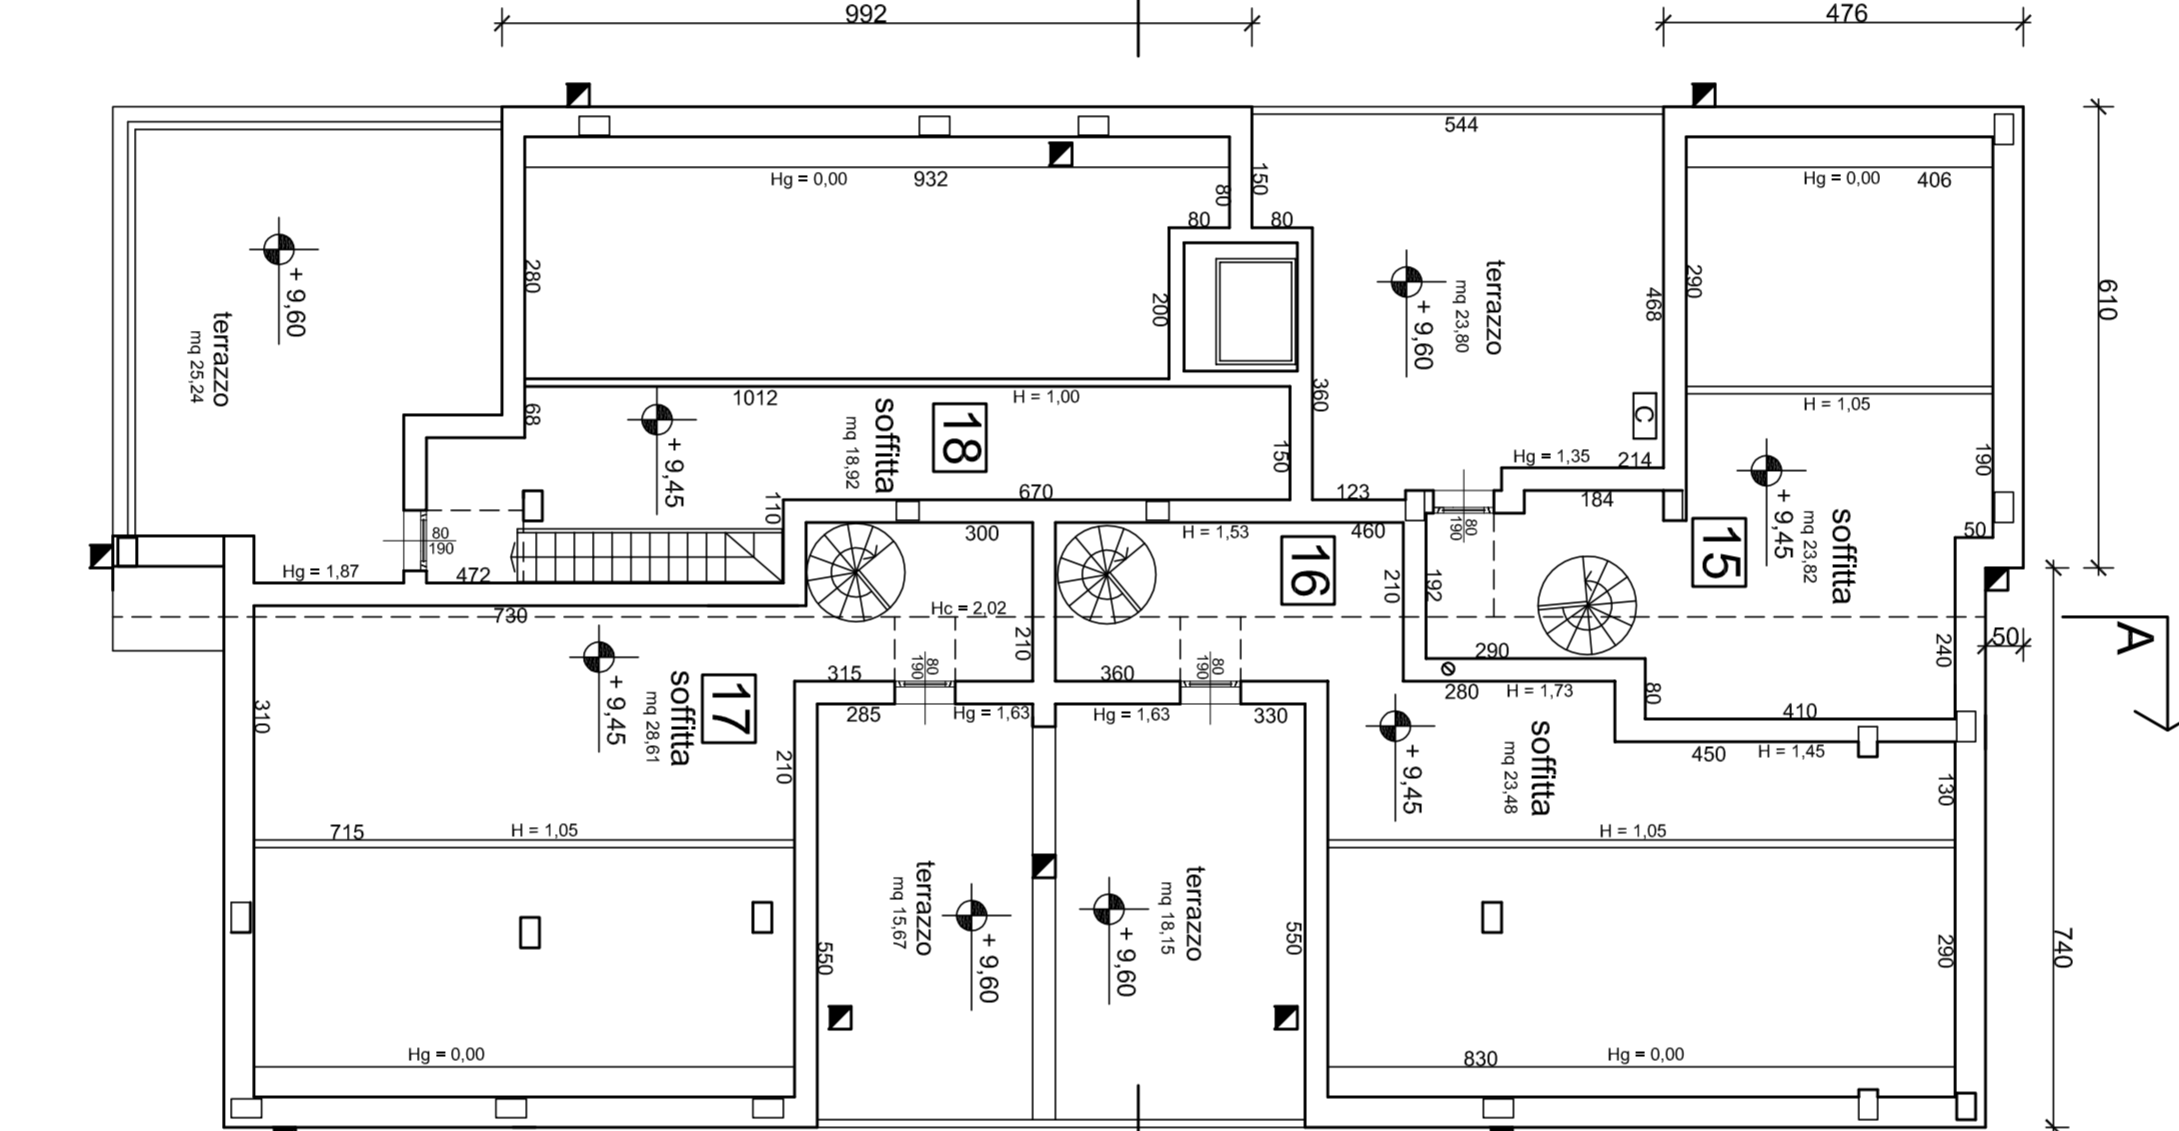 992
476
544
Hg = 0,00
932
Hg = 0,00
406
150
80
80
80
280
200
290
468
610
+ 9,60
terrazzo
mq 25,24
+ 9,60
terrazzo
mq 23,80
1012
H = 1,00
H = 1,05
68
360
soffitta
mq 18,92
18
+ 9,45
150
C
Hg = 1,35
214
190
670
123
184
110
+ 9,45
soffitta
mq 23,82
15
50
80
190
80
190
300
H = 1,53
460
Hg = 1,87
472
16
210
192
730
Hc = 2,02
210
240
50
A
290
80
190
80
190
315
360
280
H = 1,73
80
410
285
Hg = 1,63
Hg = 1,63
330
310
+ 9,45
soffitta
mq 28,61
17
210
+ 9,45
soffitta
mq 23,48
450
H = 1,45
130
715
H = 1,05
H = 1,05
550
terrazzo
mq 15,67
+ 9,60
terrazzo
mq 18,15
+ 9,60
550
290
740
Hg = 0,00
830
Hg = 0,00